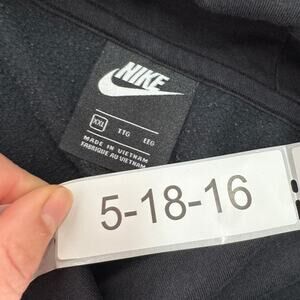 NIKE
XXL TTG EEG
MADE IN VIETNAM
FABRIQUÉ AU VIETNAM
5-18-16